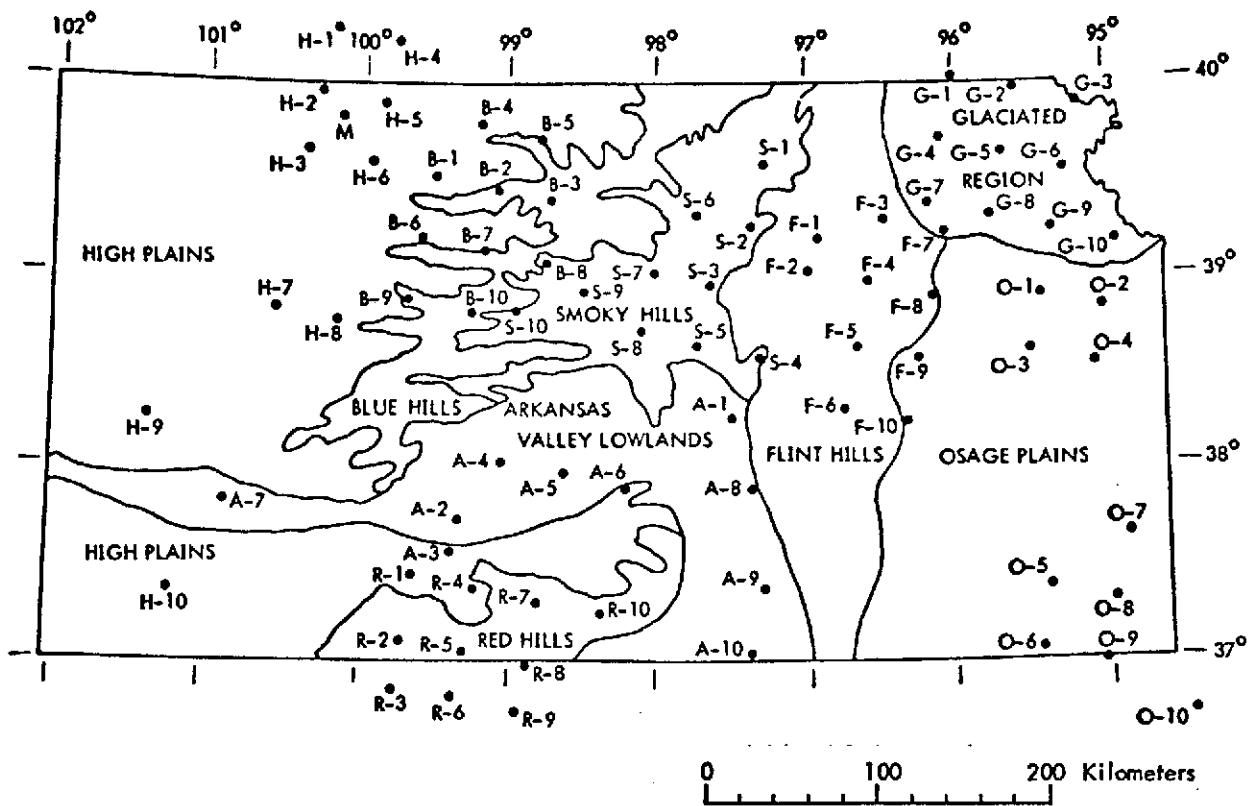 102° 101° 100° 99° 98° 97° 96° 95°
H-1
H-4
40°
H-2
H-5
M
B-4
B-5
G-1
G-2
G-3
GLACIATED
H-3
H-6
B-1
B-2
B-3
S-1
G-4
G-5
G-6
REGION
B-6
B-7
S-6
S-2
F-1
F-3
G-7
G-8
G-9
F-7
G-10
HIGH PLAINS
39°
B-8
S-7
S-3
F-2
F-4
H-7
B-9
B-10
S-9
F-8
O-1
O-2
H-8
S-10
SMOKY HILLS
S-8
S-5
F-5
O-3
O-4
S-4
F-9
BLUE HILLS
ARKANSAS
VALLEY LOWLANDS
A-1
F-6
F-10
H-9
38°
FLINT HILLS
OSAGE PLAINS
A-4
A-5
A-6
A-8
A-7
A-2
O-7
HIGH PLAINS
A-3
H-10
R-1
R-4
R-7
R-10
A-9
O-5
O-8
RED HILLS
R-2
R-5
A-10
O-6
O-9
37°
R-8
R-3
R-6
R-9
O-10
0 100 200 Kilometers